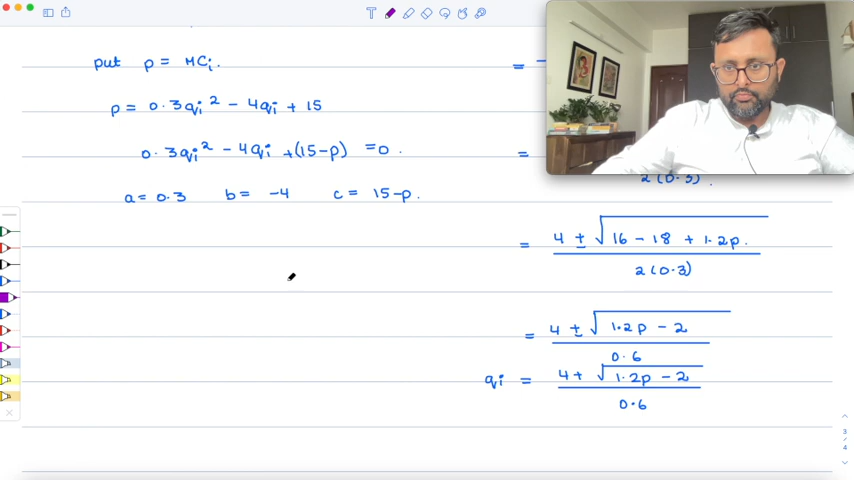 put p = MCi.
p = 0.3qi² - 4qi + 15
0.3qi² - 4qi + (15-p) = 0.
a = 0.3 b = -4 c = 15-p.
= -
=
2(0.3).
= 4 ± √16 - 18 + 1.2p.
2(0.3)
= 4 ± √1.2p - 2
0.6
qi = 4 + √1.2p - 2
0.6
3
4